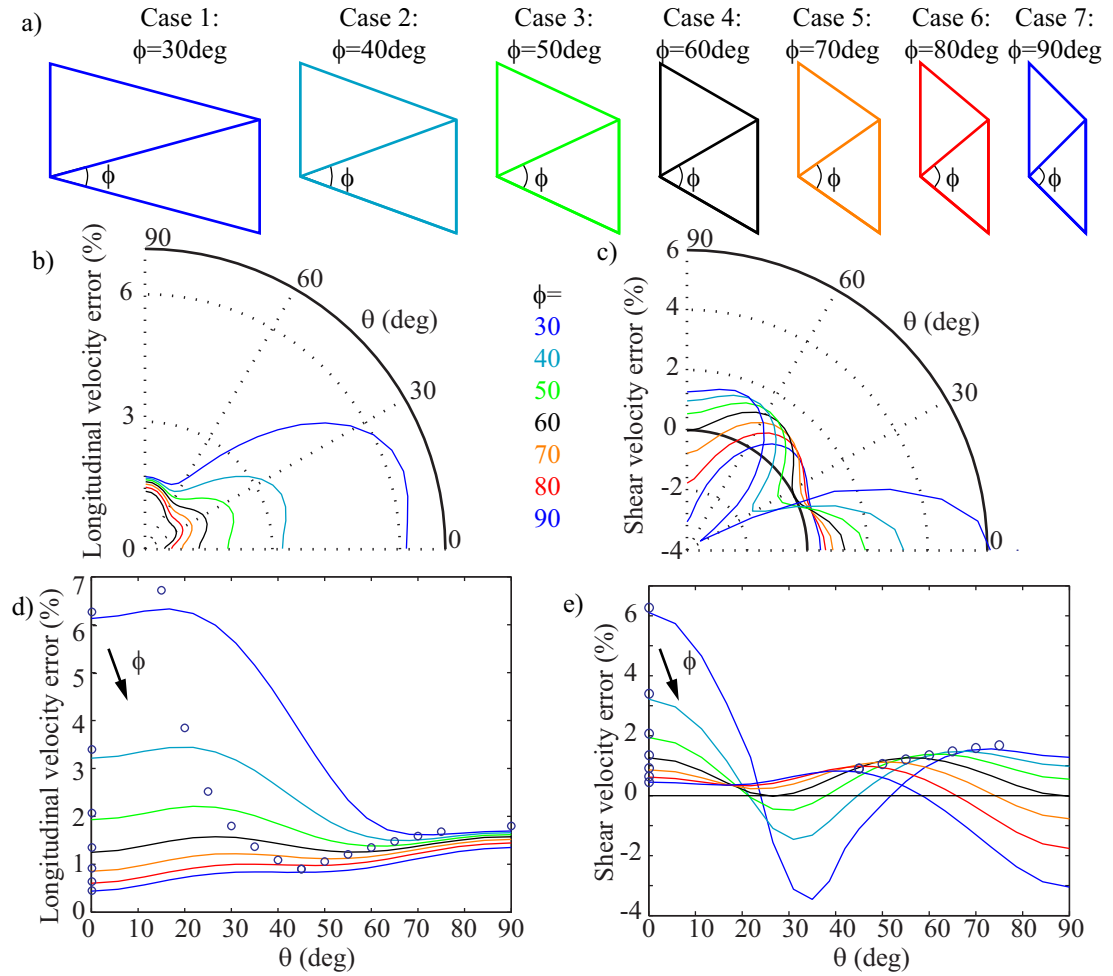 a)
Case 1: Case 2: Case 3: Case 4: Case 5: Case 6: Case 7:
ϕ=30deg ϕ=40deg ϕ=50deg ϕ=60deg ϕ=70deg ϕ=80deg ϕ=90deg
ϕ ϕ ϕ ϕ ϕ ϕ ϕ
b)
Longitudinal velocity error (%)
90
60
30
0
6
3
0
θ (deg)
ϕ=
30
40
50
60
70
80
90
c)
Shear velocity error (%)
90
60
30
0
6
4
2
0
-2
-4
θ (deg)
d)
Longitudinal velocity error (%)
7
6
5
4
3
2
1
0
ϕ
0 10 20 30 40 50 60 70 80 90
θ (deg)
e)
Shear velocity error (%)
6
4
2
0
-2
-4
ϕ
0 10 20 30 40 50 60 70 80 90
θ (deg)